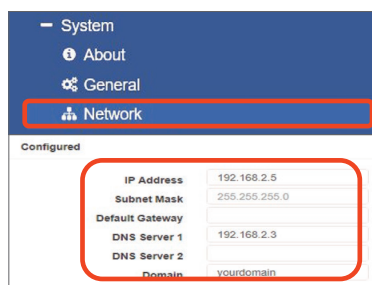 System
About
General
Network
Configured
IP Address 192.168.2.5
Subnet Mask 255.255.255.0
Default Gateway
DNS Server 1 192.168.2.3
DNS Server 2
Domain yourdomain